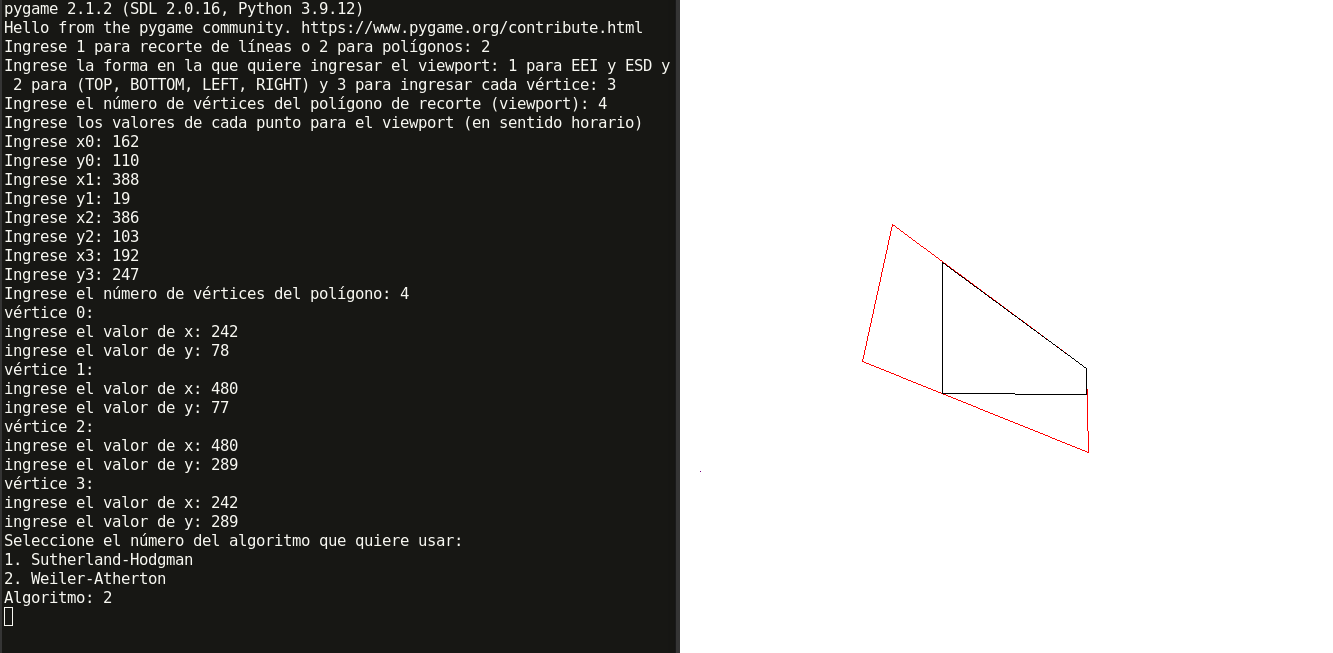 pygame 2.1.2 (SDL 2.0.16, Python 3.9.12)
Hello from the pygame community. https://www.pygame.org/contribute.html
Ingrese 1 para recorte de líneas o 2 para polígonos: 2
Ingrese la forma en la que quiere ingresar el viewport: 1 para EEI y ESD y
 2 para (TOP, BOTTOM, LEFT, RIGHT) y 3 para ingresar cada vértice: 3
Ingrese el número de vértices del polígono de recorte (viewport): 4
Ingrese los valores de cada punto para el viewport (en sentido horario)
Ingrese x0: 162
Ingrese y0: 110
Ingrese x1: 388
Ingrese y1: 19
Ingrese x2: 386
Ingrese y2: 103
Ingrese x3: 192
Ingrese y3: 247
Ingrese el número de vértices del polígono: 4
vértice 0:
ingrese el valor de x: 242
ingrese el valor de y: 78
vértice 1:
ingrese el valor de x: 480
ingrese el valor de y: 77
vértice 2:
ingrese el valor de x: 480
ingrese el valor de y: 289
vértice 3:
ingrese el valor de x: 242
ingrese el valor de y: 289
Seleccione el número del algoritmo que quiere usar:
1. Sutherland-Hodgman
2. Weiler-Atherton
Algoritmo: 2